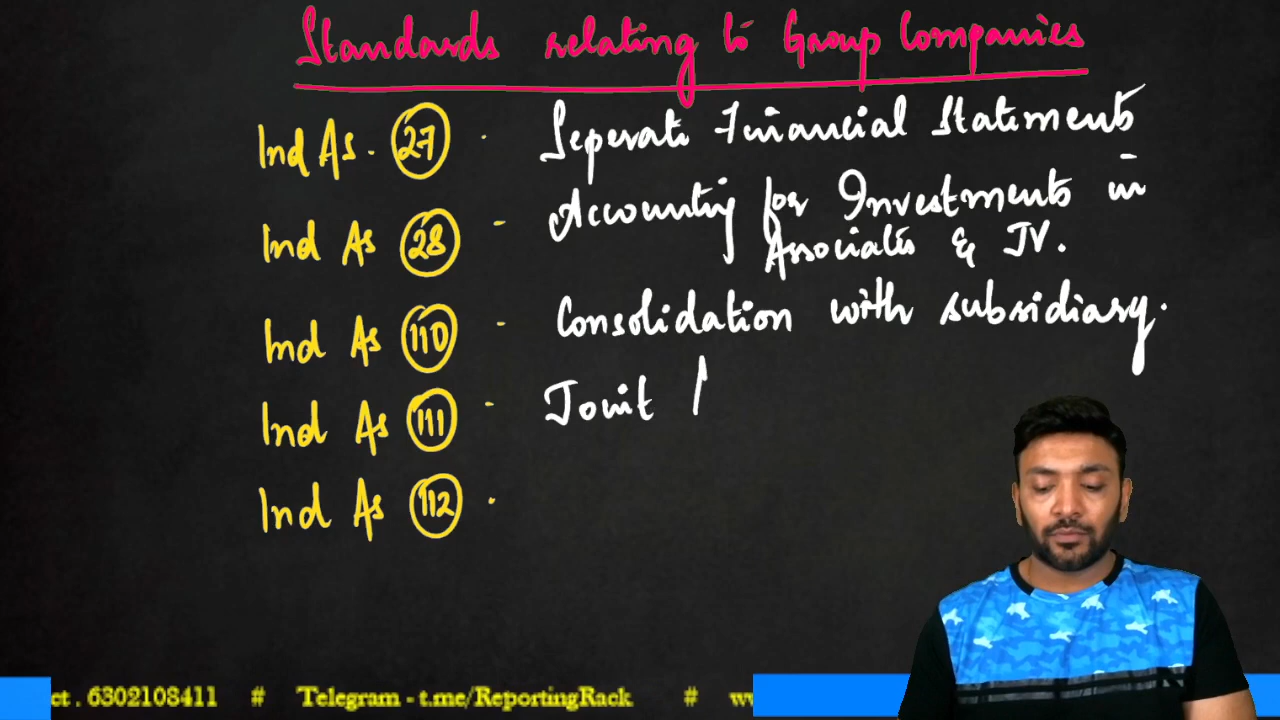 Standards relating to Group Companies
Ind As. 27 - Seperate Financial Statements
Ind As 28 - Accounting for Investments in
Associates & JV.
Ind As 110 - Consolidation with subsidiary.
Ind As 111 - Joint
Ind As 112 -
ct . 6302108411 # Telegram - t.me/ReportingRack # w